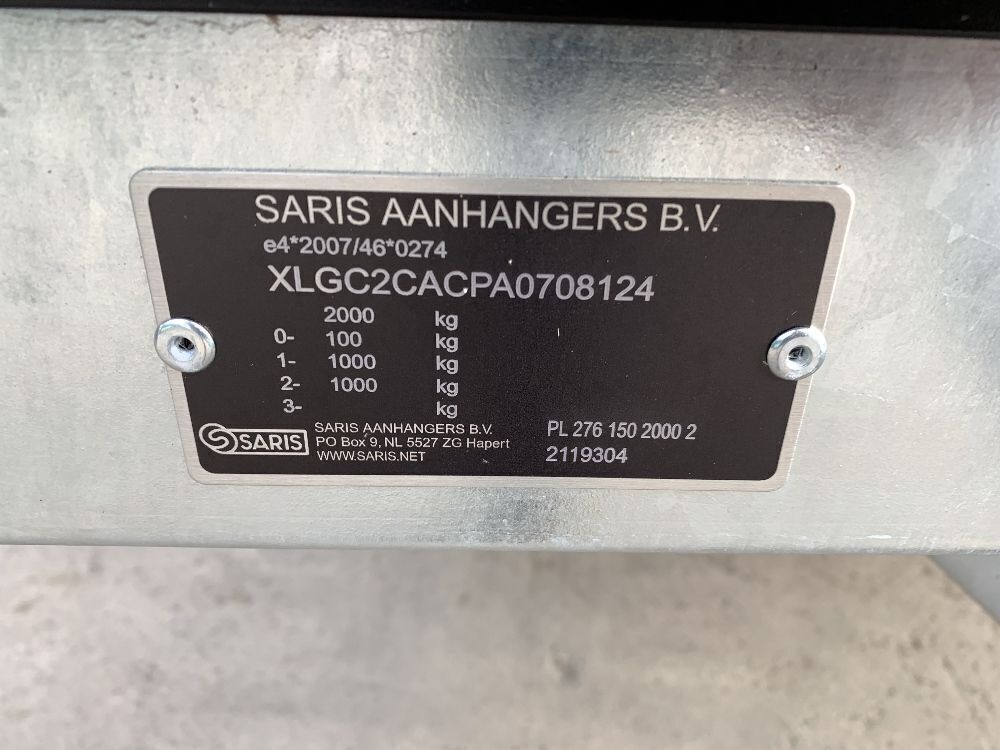 SARIS AANHANGERS B.V.
e4*2007/46*0274
XLGC2CACPA0708124
2000 kg
0- 100 kg
1- 1000 kg
2- 1000 kg
3- kg
SARIS
SARIS AANHANGERS B.V.
PO Box 9, NL 5527 ZG Hapert
WWW.SARIS.NET
PL 276 150 2000 2
2119304